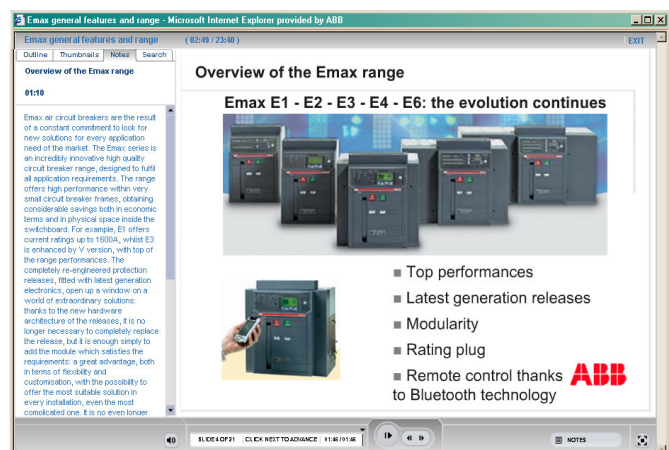 Emax general features and range - Microsoft Internet Explorer provided by ABB
Emax general features and range ( 02:49 / 23:40 ) EXIT
Outline Thumbnails Notes Search
Overview of the Emax range
01:10
Emax air circuit breakers are the result
of a constant commitment to look for
new solutions for every application
need of the market. The Emax series is
an incredibly innovative high quality
circuit breaker range, designed to fulfil
all application requirements. The range
offers high performance within very
small circuit breaker frames, obtaining
considerable savings both in economic
terms and in physical space inside the
switchboard. For example, E1 offers
current ratings up to 1600A, whilst E3
is enhanced by V version, with top of
the range performances. The
completely re-engineered protection
releases, fitted with latest generation
electronics, open up a window on a
world of extraordinary solutions:
thanks to the new hardware
architecture of the releases, it is no
longer necessary to completely replace
the release, but it is enough simply to
add the module which satisfies the
requirements: a great advantage, both
in terms of flexibility and
customisation, with the possibility to
offer the most suitable solution in
every installation, even the most
complicated one. It is no even longer
Overview of the Emax range
Emax E1 - E2 - E3 - E4 - E6: the evolution continues
Top performances
Latest generation releases
Modularity
Rating plug
Remote control thanks
to Bluetooth technology
ABB
SLIDE 4 OF 21 CLICK NEXT TO ADVANCE 01:46 / 01:46 NOTES